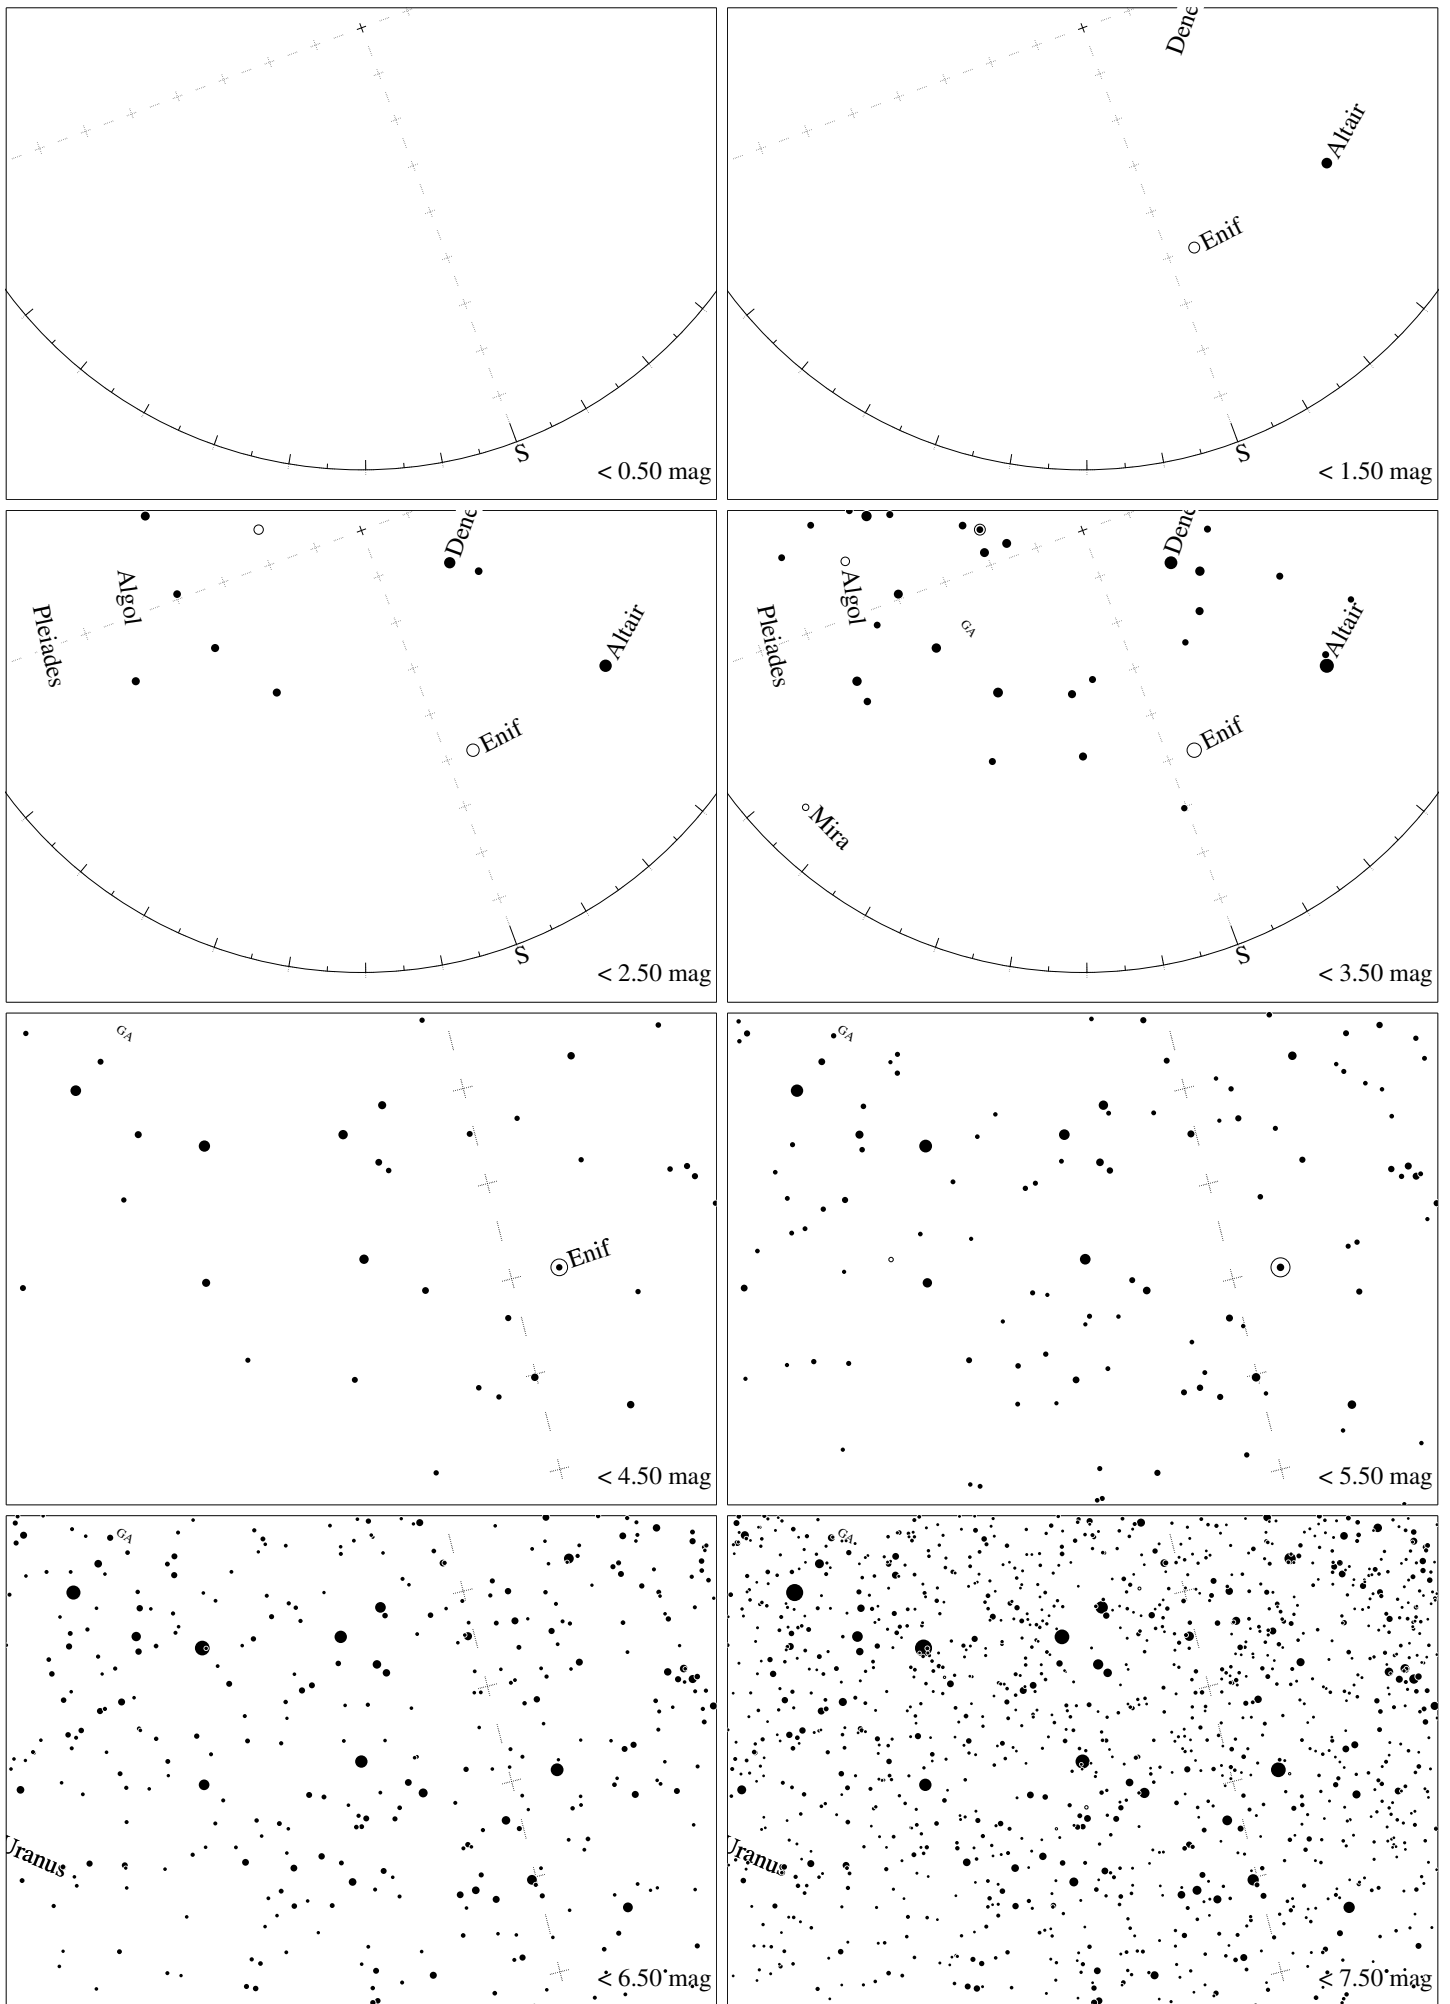 S
< 0.50 mag
Dene
Altair
Enif
S
< 1.50 mag
Dene
Algol
Pleiades
Altair
Enif
S
< 2.50 mag
Dene
Algol
Pleiades
GA
Altair
Enif
Mira
S
< 3.50 mag
GA
Enif
< 4.50 mag
GA
< 5.50 mag
GA
Uranus
< 6.50 mag
GA
Uranus
< 7.50 mag